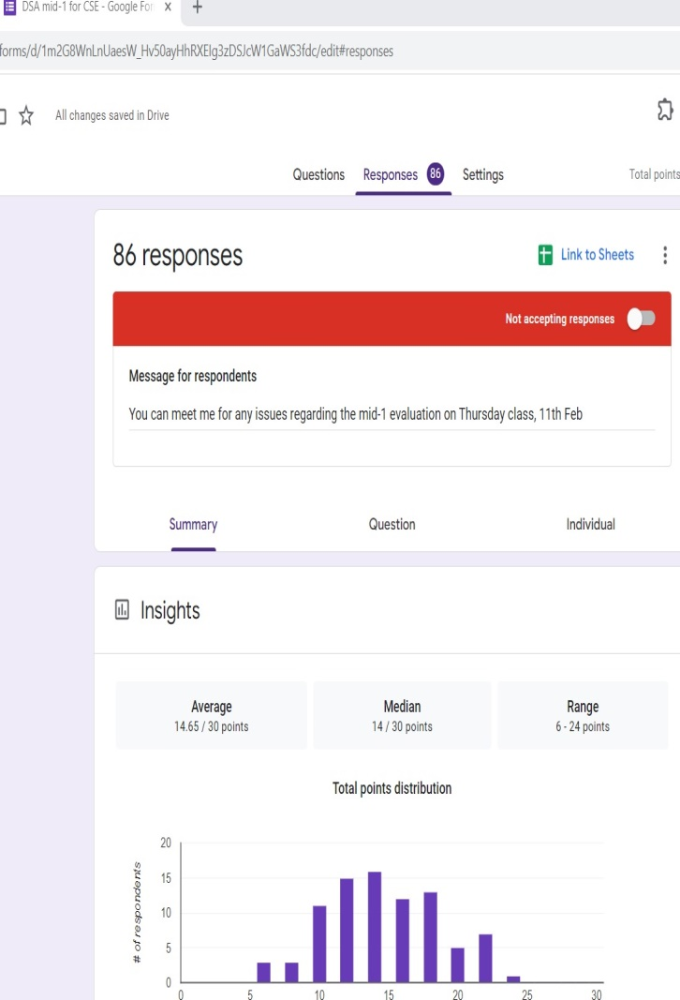 DSA mid-1 for CSE - Google For
forms/d/1m2G8WnLnUaesW_Hv50ayHhRXEIg3zDSJcW1GaWS3fdc/edit#responses
All changes saved in Drive
Questions Responses 86 Settings Total points
86 responses
Link to Sheets
Not accepting responses
Message for respondents
You can meet me for any issues regarding the mid-1 evaluation on Thursday class, 11th Feb
Summary Question Individual
Insights
Average Median Range
14.65 / 30 points 14 / 30 points 6 - 24 points
Total points distribution
# of respondents
20
15
10
5
0
0 5 10 15 20 25 30